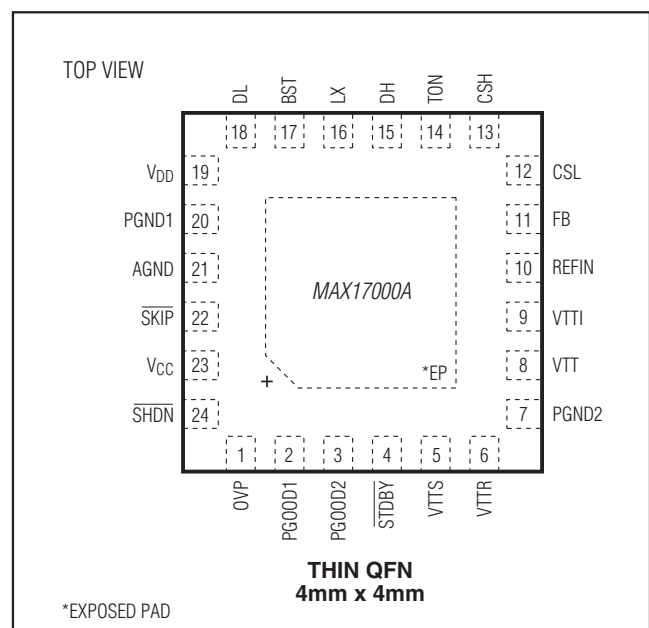 TOP VIEW
DL
BST
LX
DH
TON
CSH
18
17
16
15
14
13
VDD 19
12 CSL
PGND1 20
11 FB
AGND 21
10 REFIN
MAX17000A
SKIP 22
9 VTTI
VCC 23
8 VTT
*EP
+
SHDN 24
7 PGND2
1
2
3
4
5
6
OVP
PGOOD1
PGOOD2
STDBY
VTTS
VTTR
THIN QFN
4mm x 4mm
*EXPOSED PAD